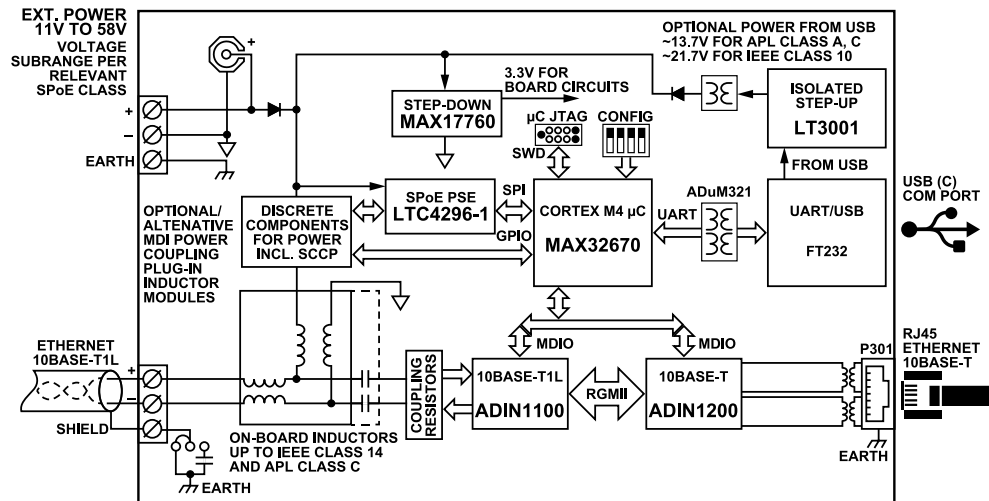 EXT. POWER
11V TO 58V
VOLTAGE
SUBRANGE PER
RELEVANT
SPoE CLASS
+
+
−
EARTH
OPTIONAL POWER FROM USB
~13.7V FOR APL CLASS A, C
~21.7V FOR IEEE CLASS 10
3.3V FOR
BOARD CIRCUITS
STEP-DOWN
MAX17760
µC JTAG
CONFIG
SWD
ISOLATED
STEP-UP
LT3001
FROM USB
OPTIONAL/
ALTENATIVE
MDI POWER
COUPLING
PLUG-IN
INDUCTOR
MODULES
DISCRETE
COMPONENTS
FOR POWER
INCL. SCCP
SPoE PSE
LTC4296-1
SPI
GPIO
CORTEX M4 µC
MAX32670
UART
ADuM321
UART/USB
FT232
USB (C)
COM PORT
ETHERNET
10BASE-T1L
+
−
SHIELD
EARTH
ON-BOARD INDUCTORS
UP TO IEEE CLASS 14
AND APL CLASS C
COUPLING
RESISTORS
MDIO
MDIO
10BASE-T1L
ADIN1100
RGMII
10BASE-T
ADIN1200
P301
EARTH
RJ45
ETHERNET
10BASE-T